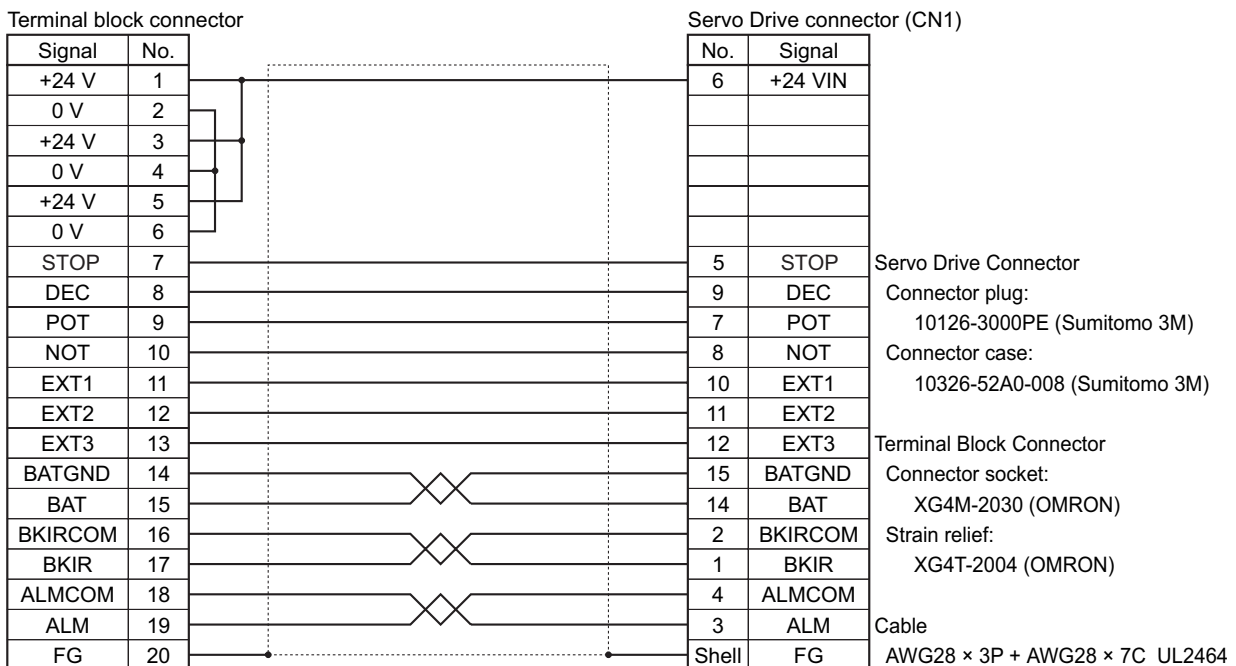 Terminal block connector Servo Drive connector (CN1)
Signal No. No. Signal
+24 V 1 6 +24 VIN
0 V 2
+24 V 3
0 V 4
+24 V 5
0 V 6
STOP 7 5 STOP Servo Drive Connector
DEC 8 9 DEC Connector plug:
POT 9 7 POT 10126-3000PE (Sumitomo 3M)
NOT 10 8 NOT Connector case:
EXT1 11 10 EXT1 10326-52A0-008 (Sumitomo 3M)
EXT2 12 11 EXT2
EXT3 13 12 EXT3 Terminal Block Connector
BATGND 14 15 BATGND Connector socket:
BAT 15 14 BAT XG4M-2030 (OMRON)
BKIRCOM 16 2 BKIRCOM Strain relief:
BKIR 17 1 BKIR XG4T-2004 (OMRON)
ALMCOM 18 4 ALMCOM
ALM 19 3 ALM Cable
FG 20 Shell FG AWG28 × 3P + AWG28 × 7C UL2464